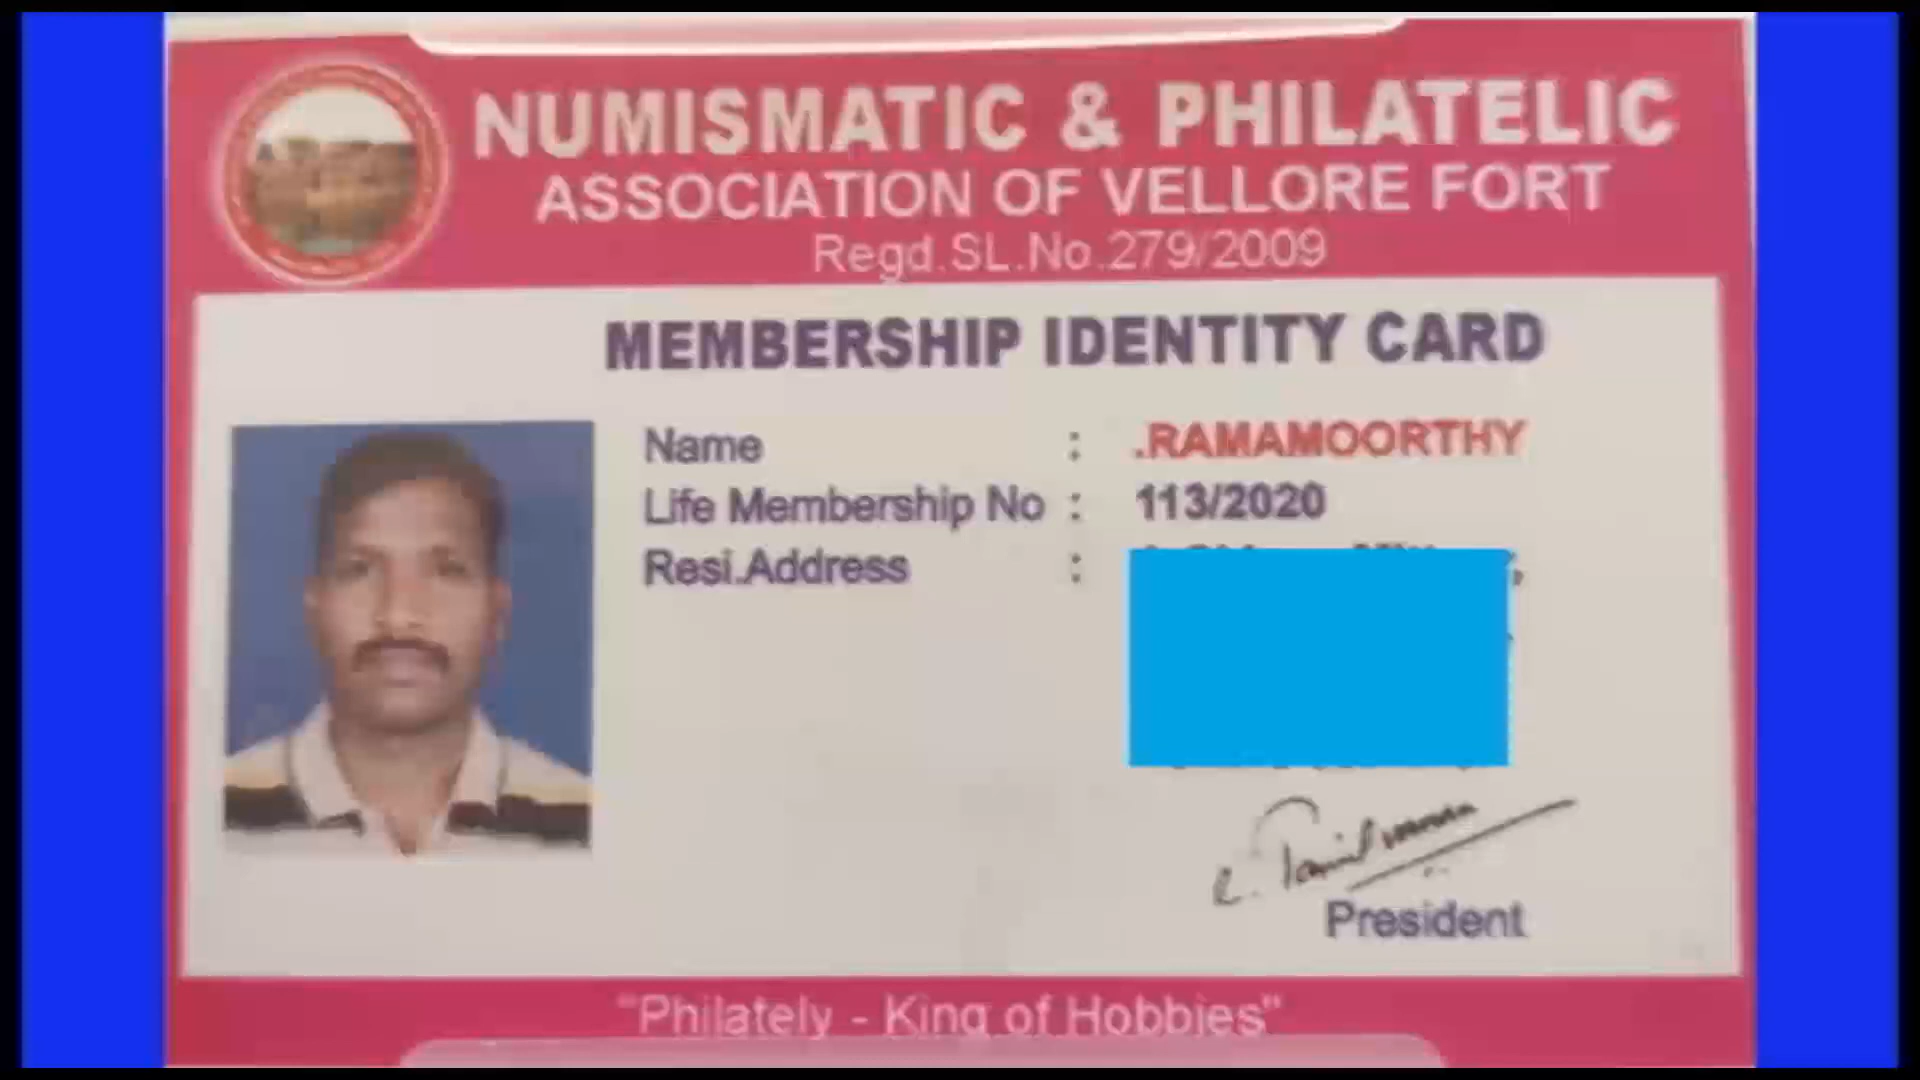 NUMISMATIC & PHILATELIC
ASSOCIATION OF VELLORE FORT
Regd.SL.No.279/2009
MEMBERSHIP IDENTITY CARD
Name : .RAMAMOORTHY
Life Membership No : 113/2020
Resi.Address :
President
"Philately - King of Hobbies"